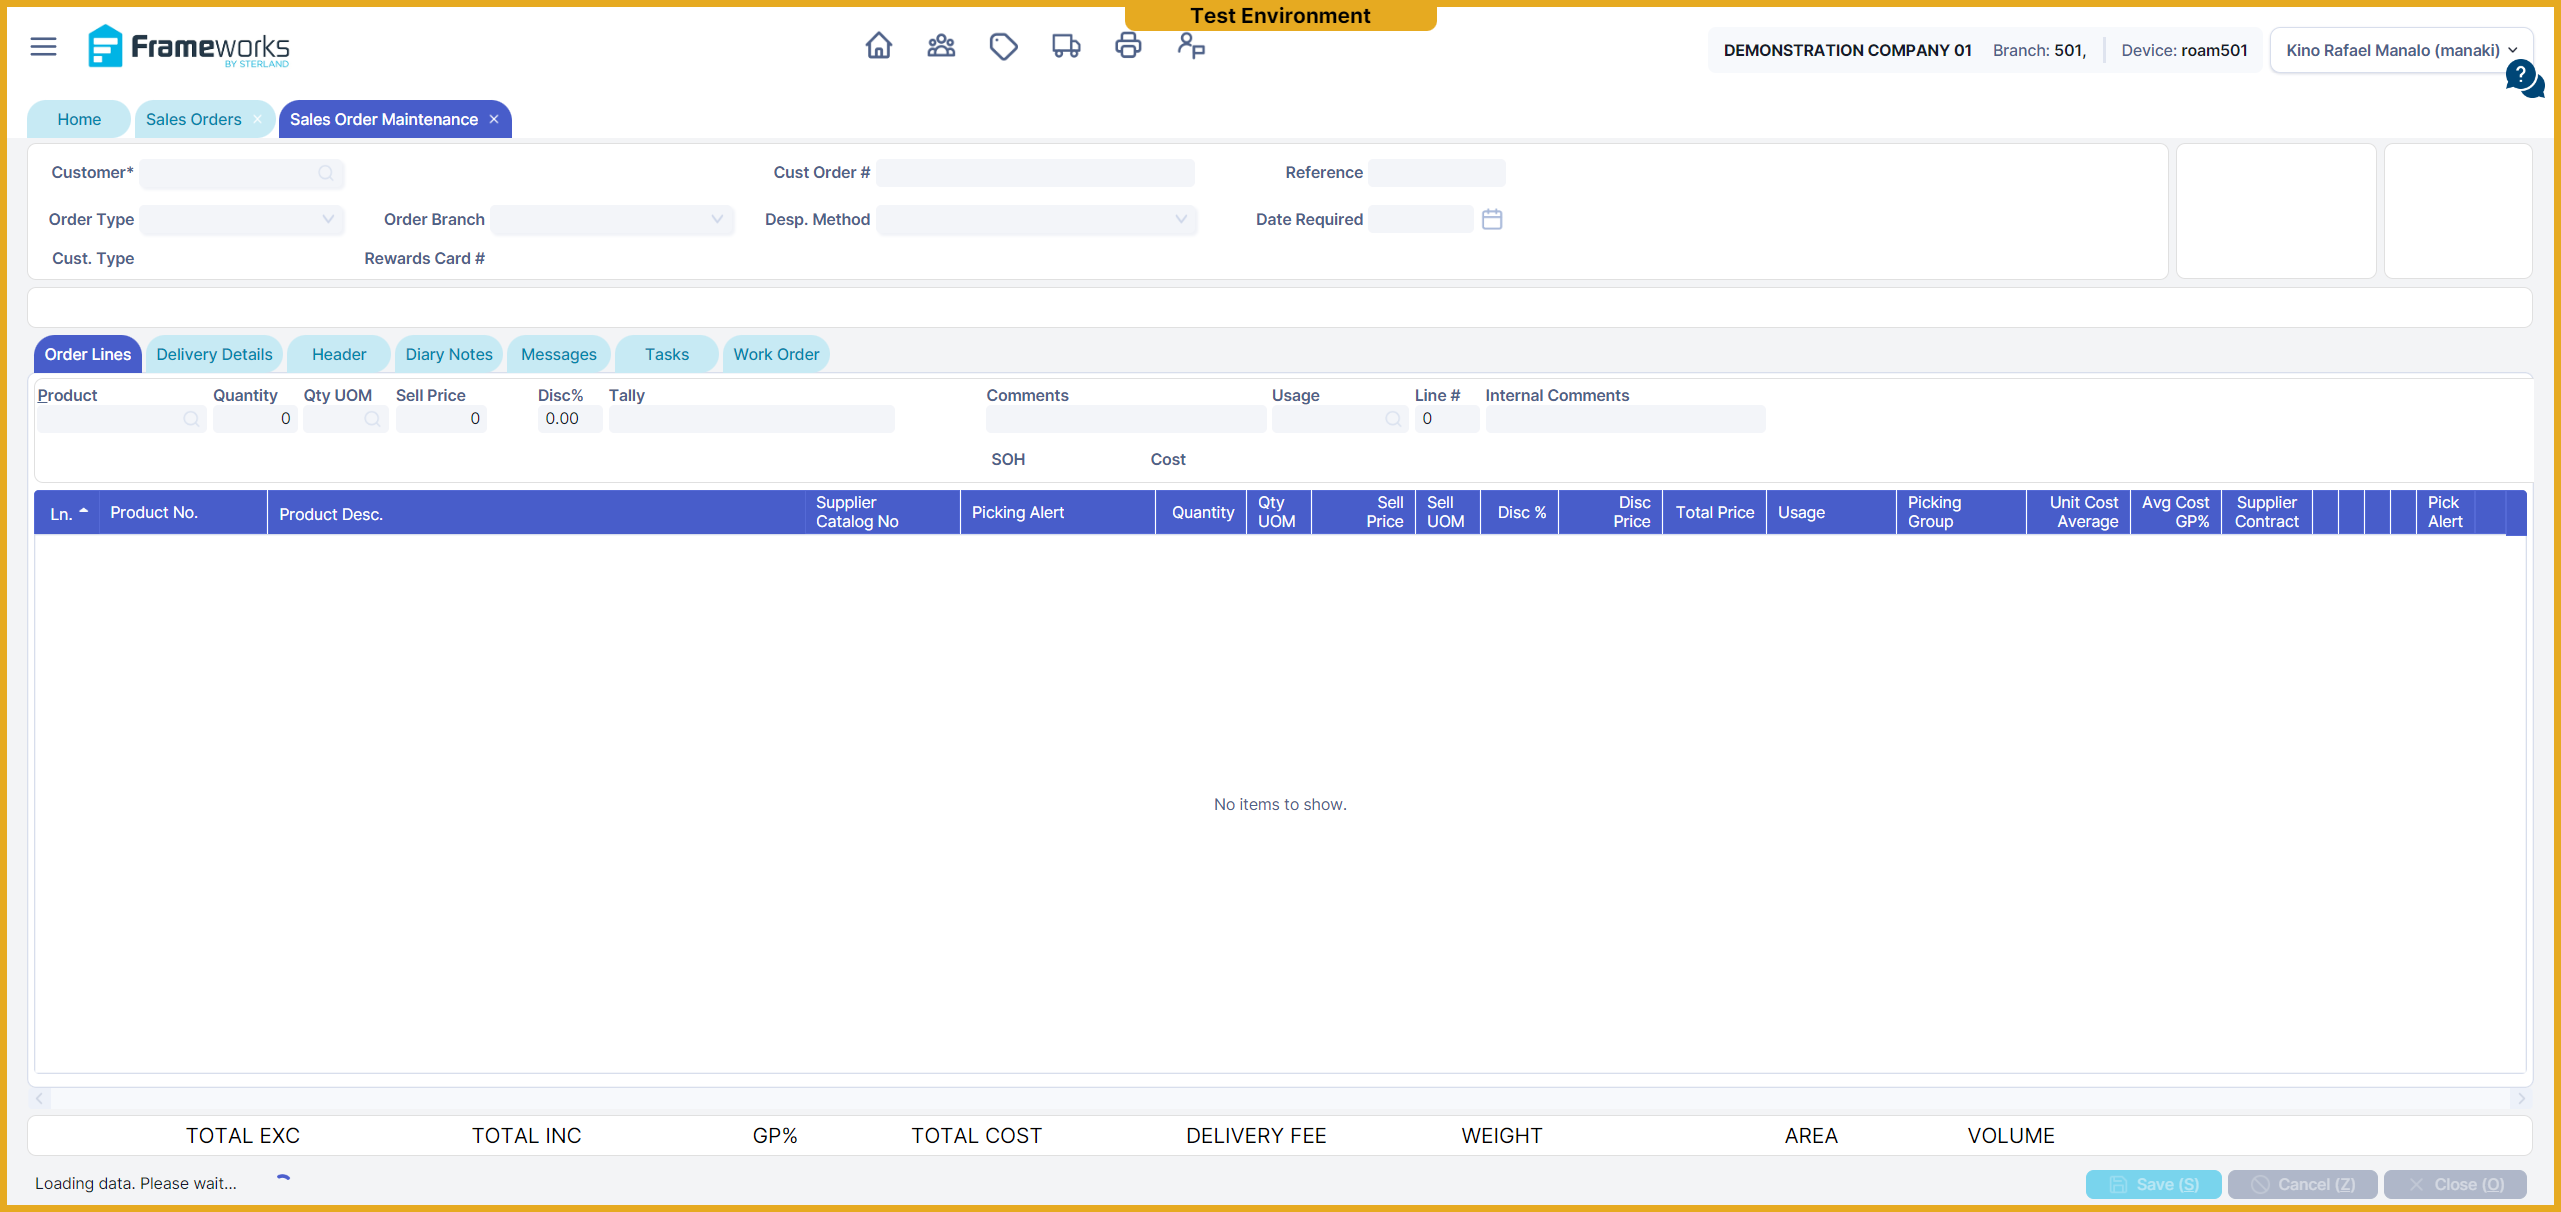 Test Environment
Frameworks
BY STERLAND
DEMONSTRATION COMPANY 01 Branch: 501, Device: roam501
Kino Rafael Manalo (manaki)
?
Home
Sales Orders
Sales Order Maintenance
Customer*
Cust Order #
Reference
Order Type
Order Branch
Desp. Method
Date Required
Cust. Type
Rewards Card #
Order Lines
Delivery Details
Header
Diary Notes
Messages
Tasks
Work Order
Product
Quantity
Qty UOM
Sell Price
Disc%
Tally
Comments
Usage
Line #
Internal Comments
0
0
0.00
0
SOH
Cost
Ln.
Product No.
Product Desc.
Supplier
Catalog No
Picking Alert
Quantity
Qty
UOM
Sell
Price
Sell
UOM
Disc %
Disc
Price
Total Price
Usage
Picking
Group
Unit Cost
Average
Avg Cost
GP%
Supplier
Contract
Pick
Alert
No items to show.
TOTAL EXC
TOTAL INC
GP%
TOTAL COST
DELIVERY FEE
WEIGHT
AREA
VOLUME
Loading data. Please wait...
Save (S)
Cancel (Z)
Close (O)